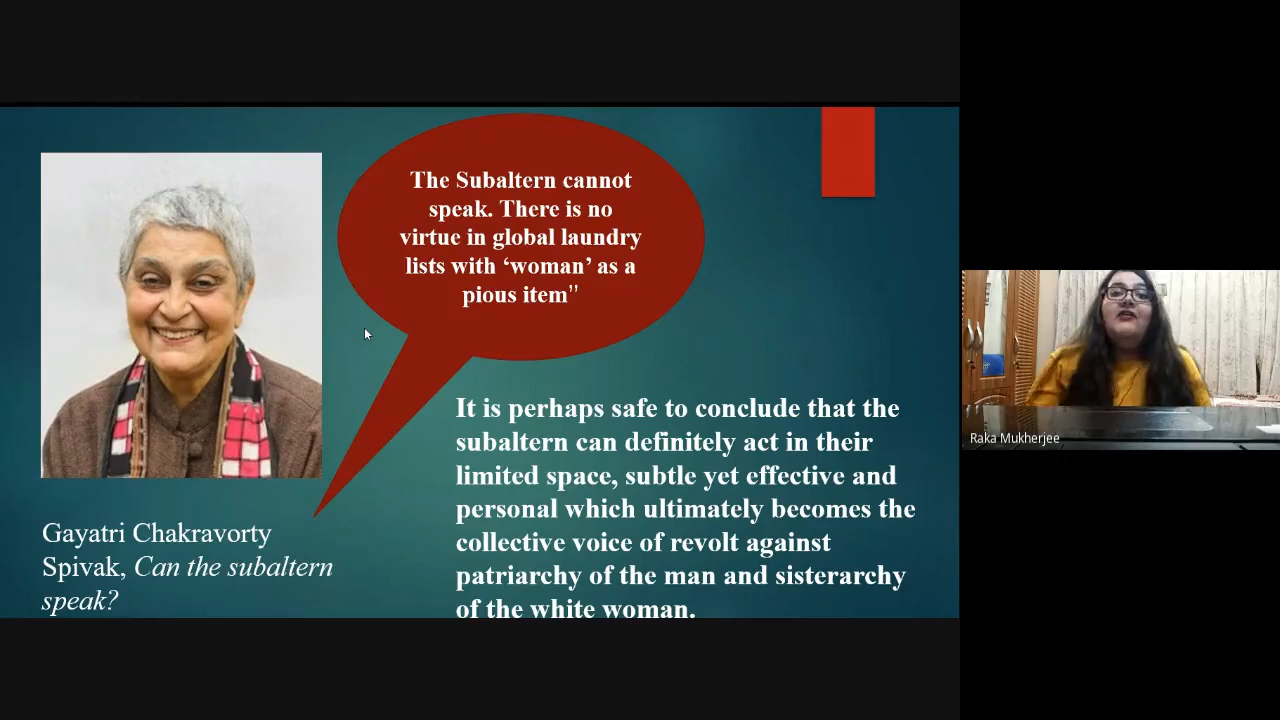 The Subaltern cannot
speak. There is no
virtue in global laundry
lists with ‘woman’ as a
pious item"
It is perhaps safe to conclude that the
subaltern can definitely act in their
limited space, subtle yet effective and
personal which ultimately becomes the
collective voice of revolt against
patriarchy of the man and sisterarchy
of the white woman.
Gayatri Chakravorty
Spivak, Can the subaltern
speak?
Raka Mukherjee